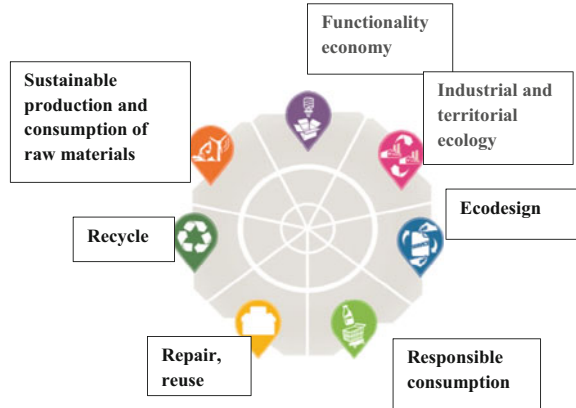 Functionality
economy
Sustainable
production and
consumption of
raw materials
Industrial and
territorial
ecology
Recycle
Ecodesign
Repair,
reuse
Responsible
consumption